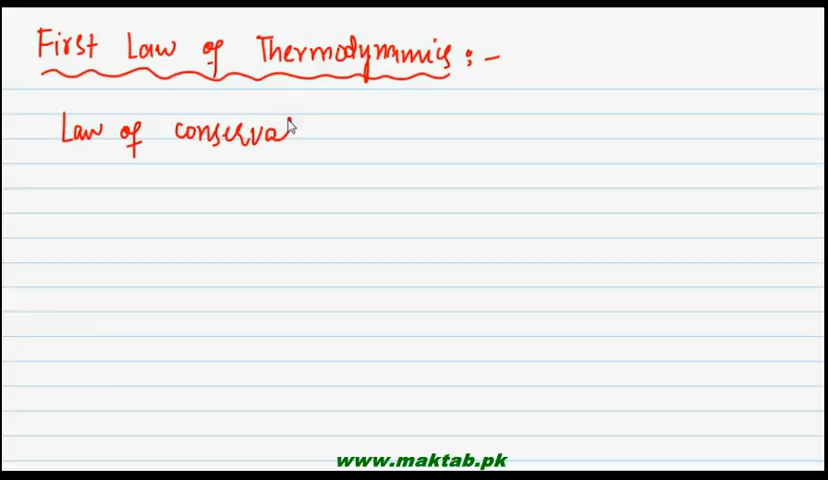 First Law of Thermodynamics :-
Law of conserva
www.maktab.pk